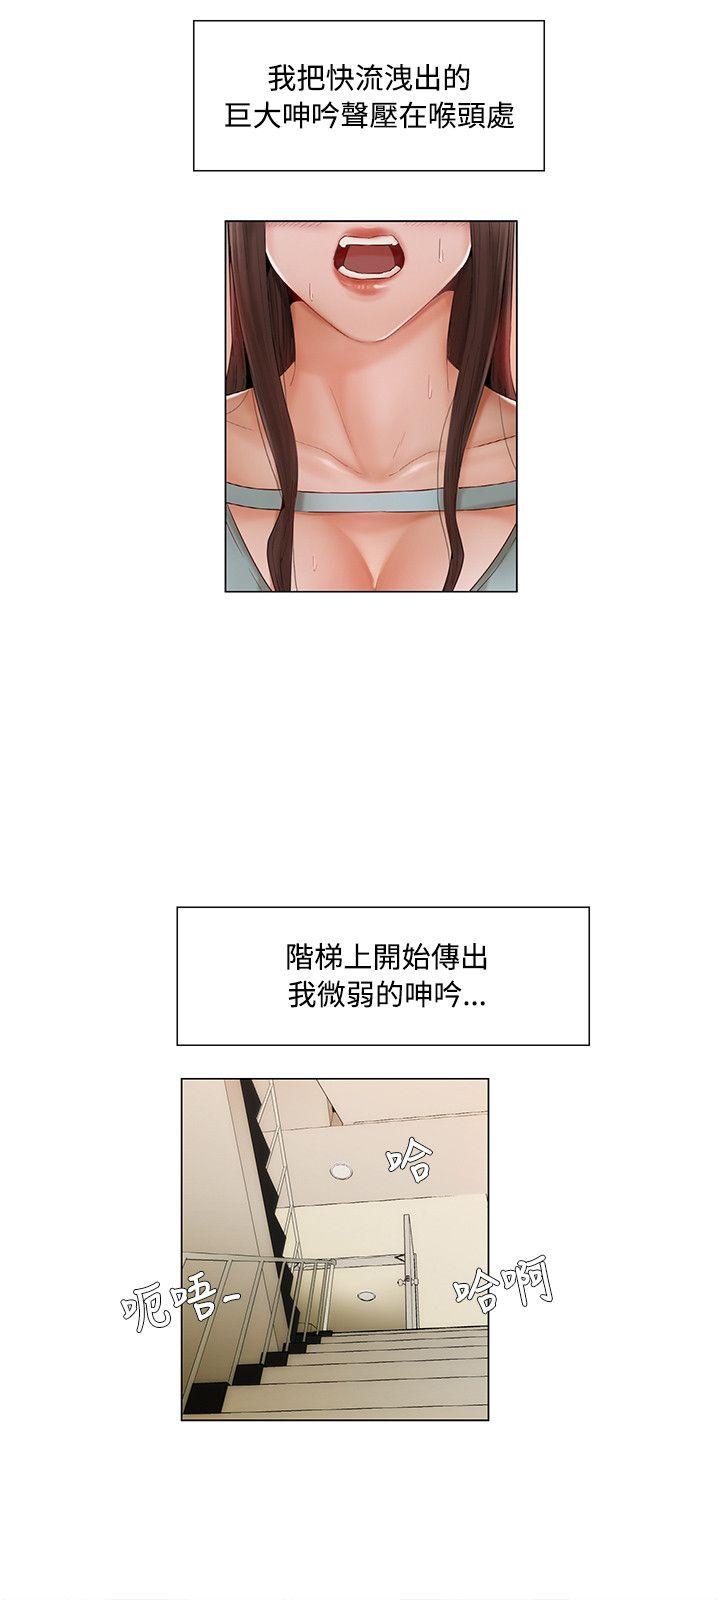 我把快流洩出的
巨大呻吟聲壓在喉頭處
階梯上開始傳出
我微弱的呻吟...
哈
呃唔-
哈啊